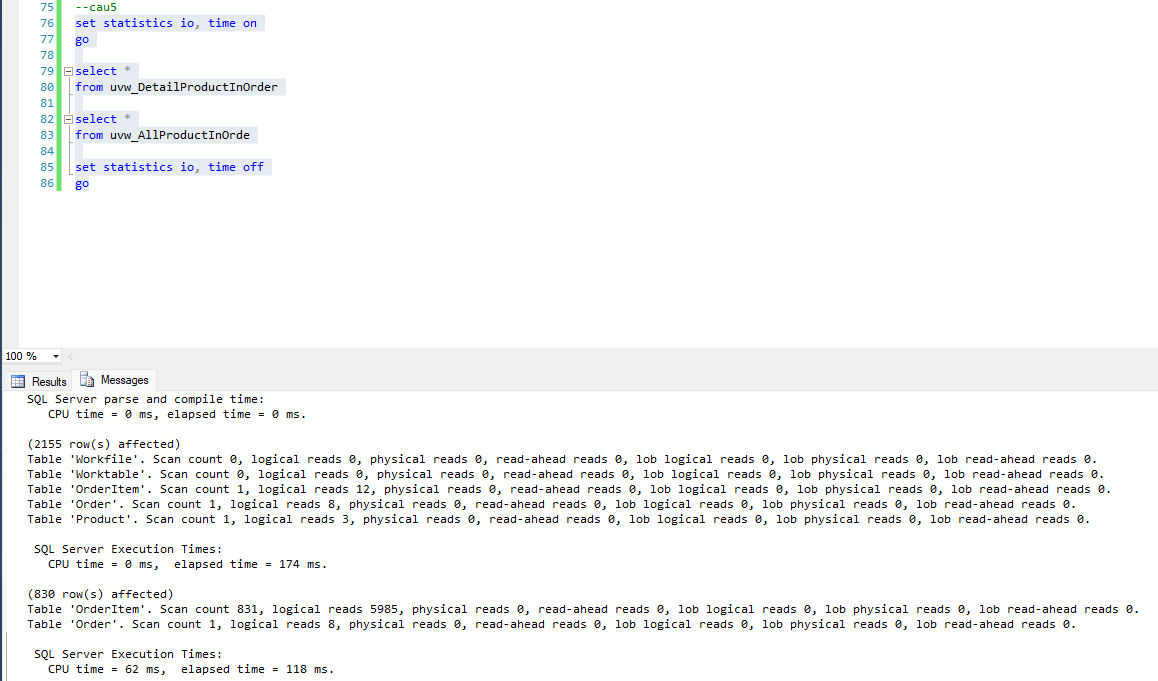 75 --cau5
76 set statistics io, time on
77 go
78
79 select *
80 from uvw_DetailProductInOrder
81
82 select *
83 from uvw_AllProductInOrde
84
85 set statistics io, time off
86 go
100 %
Results Messages
SQL Server parse and compile time:
CPU time = 0 ms, elapsed time = 0 ms.
(2155 row(s) affected)
Table 'Workfile'. Scan count 0, logical reads 0, physical reads 0, read-ahead reads 0, lob logical reads 0, lob physical reads 0, lob read-ahead reads 0.
Table 'Worktable'. Scan count 0, logical reads 0, physical reads 0, read-ahead reads 0, lob logical reads 0, lob physical reads 0, lob read-ahead reads 0.
Table 'OrderItem'. Scan count 1, logical reads 12, physical reads 0, read-ahead reads 0, lob logical reads 0, lob physical reads 0, lob read-ahead reads 0.
Table 'Order'. Scan count 1, logical reads 8, physical reads 0, read-ahead reads 0, lob logical reads 0, lob physical reads 0, lob read-ahead reads 0.
Table 'Product'. Scan count 1, logical reads 3, physical reads 0, read-ahead reads 0, lob logical reads 0, lob physical reads 0, lob read-ahead reads 0.
SQL Server Execution Times:
CPU time = 0 ms, elapsed time = 174 ms.
(830 row(s) affected)
Table 'OrderItem'. Scan count 831, logical reads 5985, physical reads 0, read-ahead reads 0, lob logical reads 0, lob physical reads 0, lob read-ahead reads 0.
Table 'Order'. Scan count 1, logical reads 8, physical reads 0, read-ahead reads 0, lob logical reads 0, lob physical reads 0, lob read-ahead reads 0.
SQL Server Execution Times:
CPU time = 62 ms, elapsed time = 118 ms.